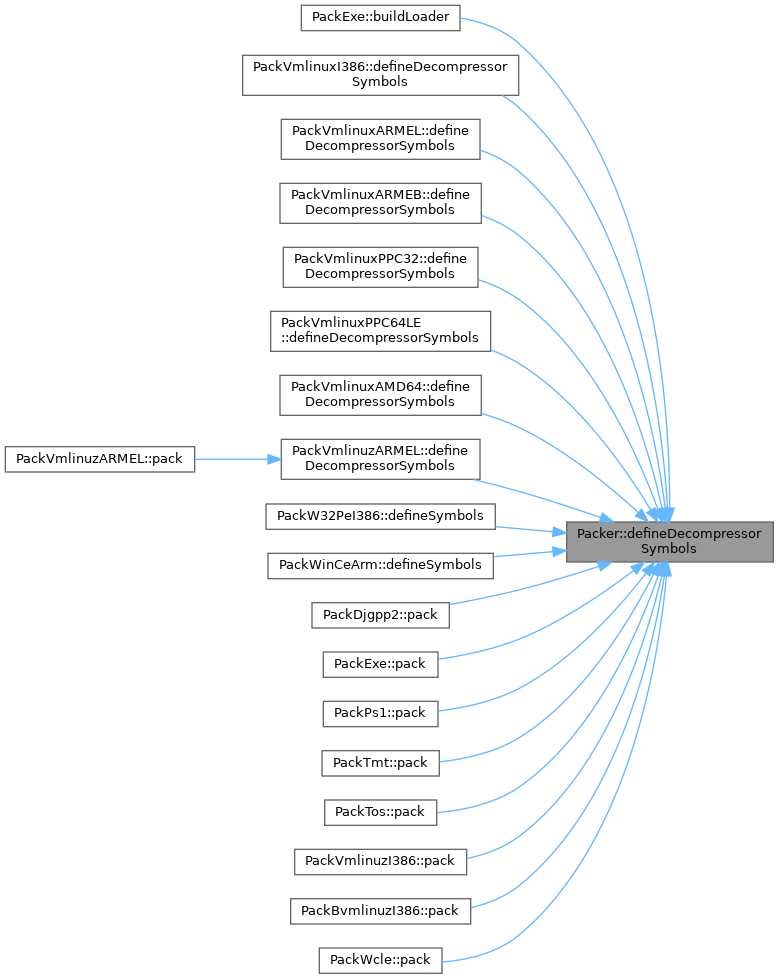 PackExe::buildLoader
PackVmlinuxI386::defineDecompressor
Symbols
PackVmlinuxARMEL::define
DecompressorSymbols
PackVmlinuxARMEB::define
DecompressorSymbols
PackVmlinuxPPC32::define
DecompressorSymbols
PackVmlinuxPPC64LE
::defineDecompressorSymbols
PackVmlinuxAMD64::define
DecompressorSymbols
PackVmlinuzARMEL::pack
PackVmlinuzARMEL::define
DecompressorSymbols
PackW32PeI386::defineSymbols
Packer::defineDecompressor
Symbols
PackWinCeArm::defineSymbols
PackDjgpp2::pack
PackExe::pack
PackPs1::pack
PackTmt::pack
PackTos::pack
PackVmlinuzI386::pack
PackBvmlinuzI386::pack
PackWcle::pack